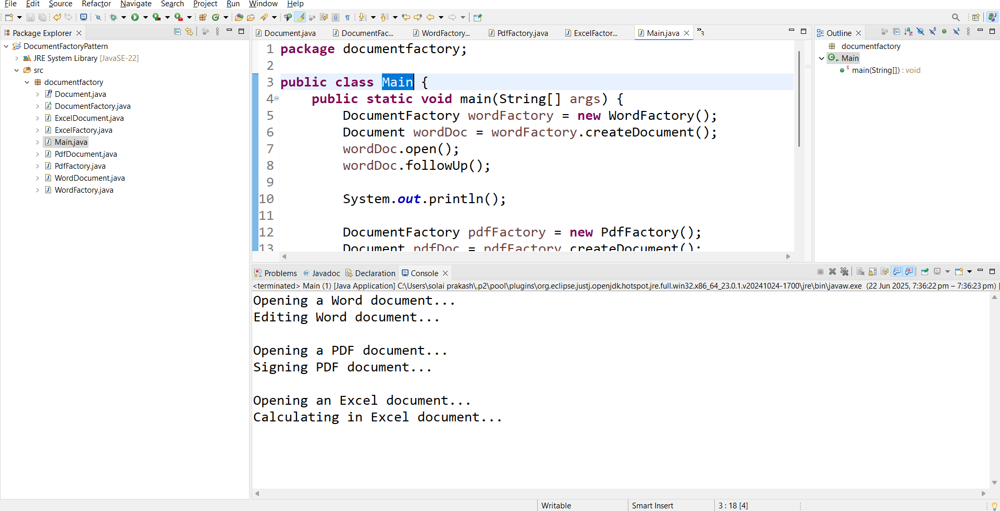 File Edit Source Refactor Navigate Search Project Run Window Help
Package Explorer
DocumentFactoryPattern
JRE System Library [JavaSE-22]
src
documentfactory
Document.java
DocumentFactory.java
ExcelDocument.java
ExcelFactory.java
Main.java
PdfDocument.java
PdfFactory.java
WordDocument.java
WordFactory.java
Document.java DocumentFac... WordFactory... PdfFactory.java ExcelFactor... Main.java »3
1 package documentfactory;
2
3 public class Main {
4 public static void main(String[] args) {
5 DocumentFactory wordFactory = new WordFactory();
6 Document wordDoc = wordFactory.createDocument();
7 wordDoc.open();
8 wordDoc.followUp();
9
10 System.out.println();
11
12 DocumentFactory pdfFactory = new PdfFactory();
13 Document pdfDoc = pdfFactory.createDocument();
Outline
documentfactory
Main
main(String[]) : void
Problems @ Javadoc Declaration Console
<terminated> Main (1) [Java Application] C:\Users\solai prakash\.p2\pool\plugins\org.eclipse.justj.openjdk.hotspot.jre.full.win32.x86_64_23.0.1.v20241024-1700\jre\bin\javaw.exe (22 Jun 2025, 7:36:22 pm – 7:36:23 pm) [
Opening a Word document...
Editing Word document...
Opening a PDF document...
Signing PDF document...
Opening an Excel document...
Calculating in Excel document...
Writable Smart Insert 3 : 18 [4]